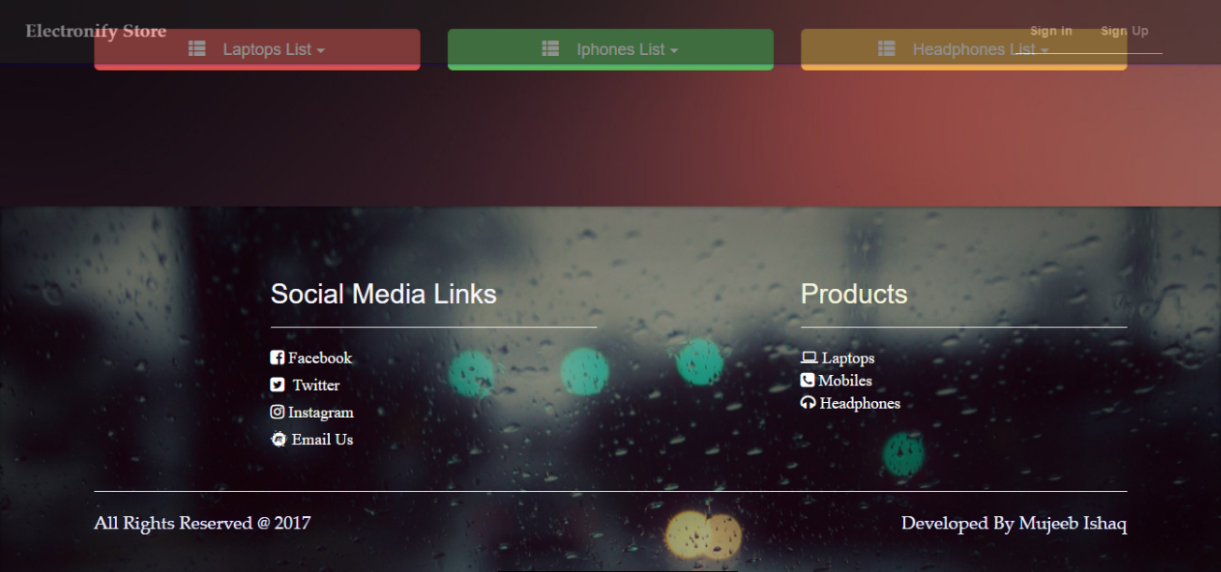 Electronify Store
Sign In Sign Up
Laptops List Iphones List Headphones List
Social Media Links Products
Facebook
Twitter
Instagram
Email Us
Laptops
Mobiles
Headphones
All Rights Reserved @ 2017 Developed By Mujeeb Ishaq